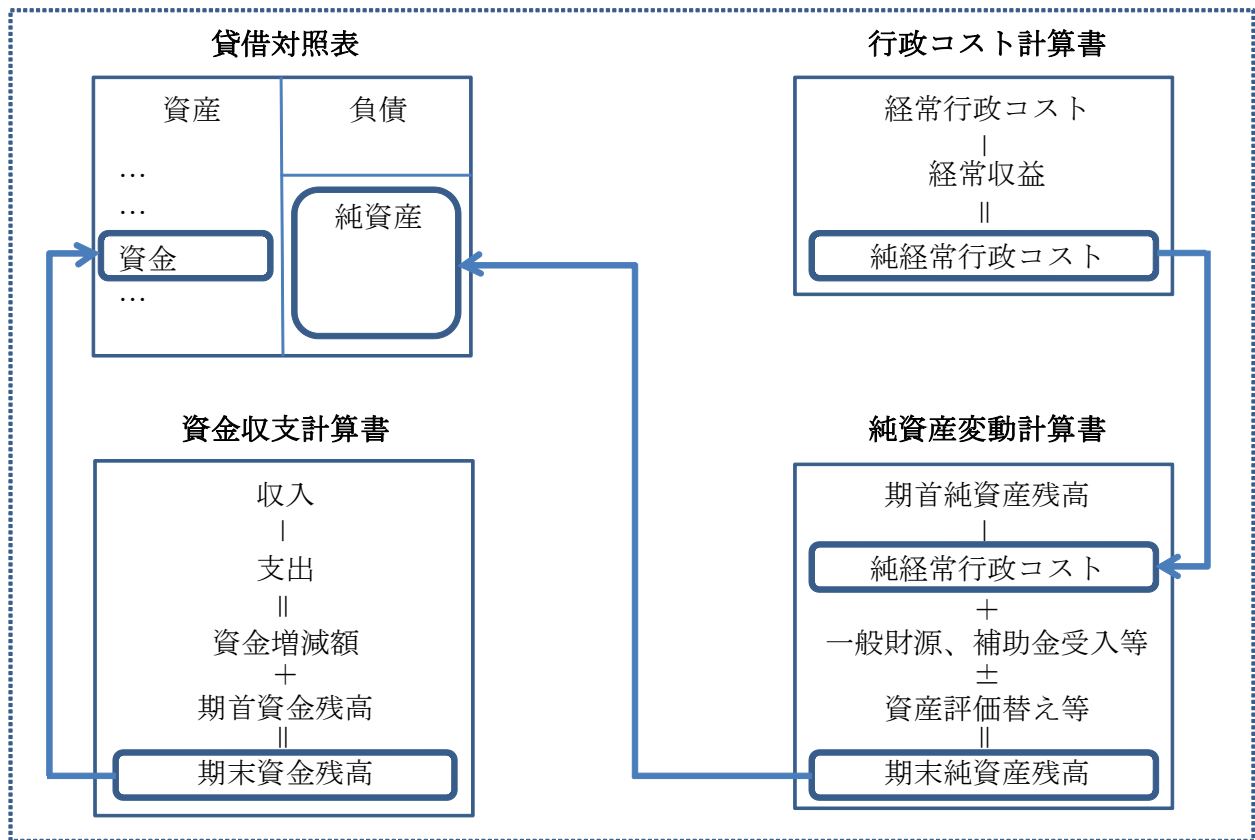 貸借対照表
資産
負債
…
…
純資産
資金
…
行政コスト計算書
経常行政コスト
|
経常収益
||
純経常行政コスト
資金収支計算書
収入
|
支出
||
資金増減額
+
期首資金残高
||
期末資金残高
純資産変動計算書
期首純資産残高
|
純経常行政コスト
+
一般財源、補助金受入等
±
資産評価替え等
||
期末純資産残高